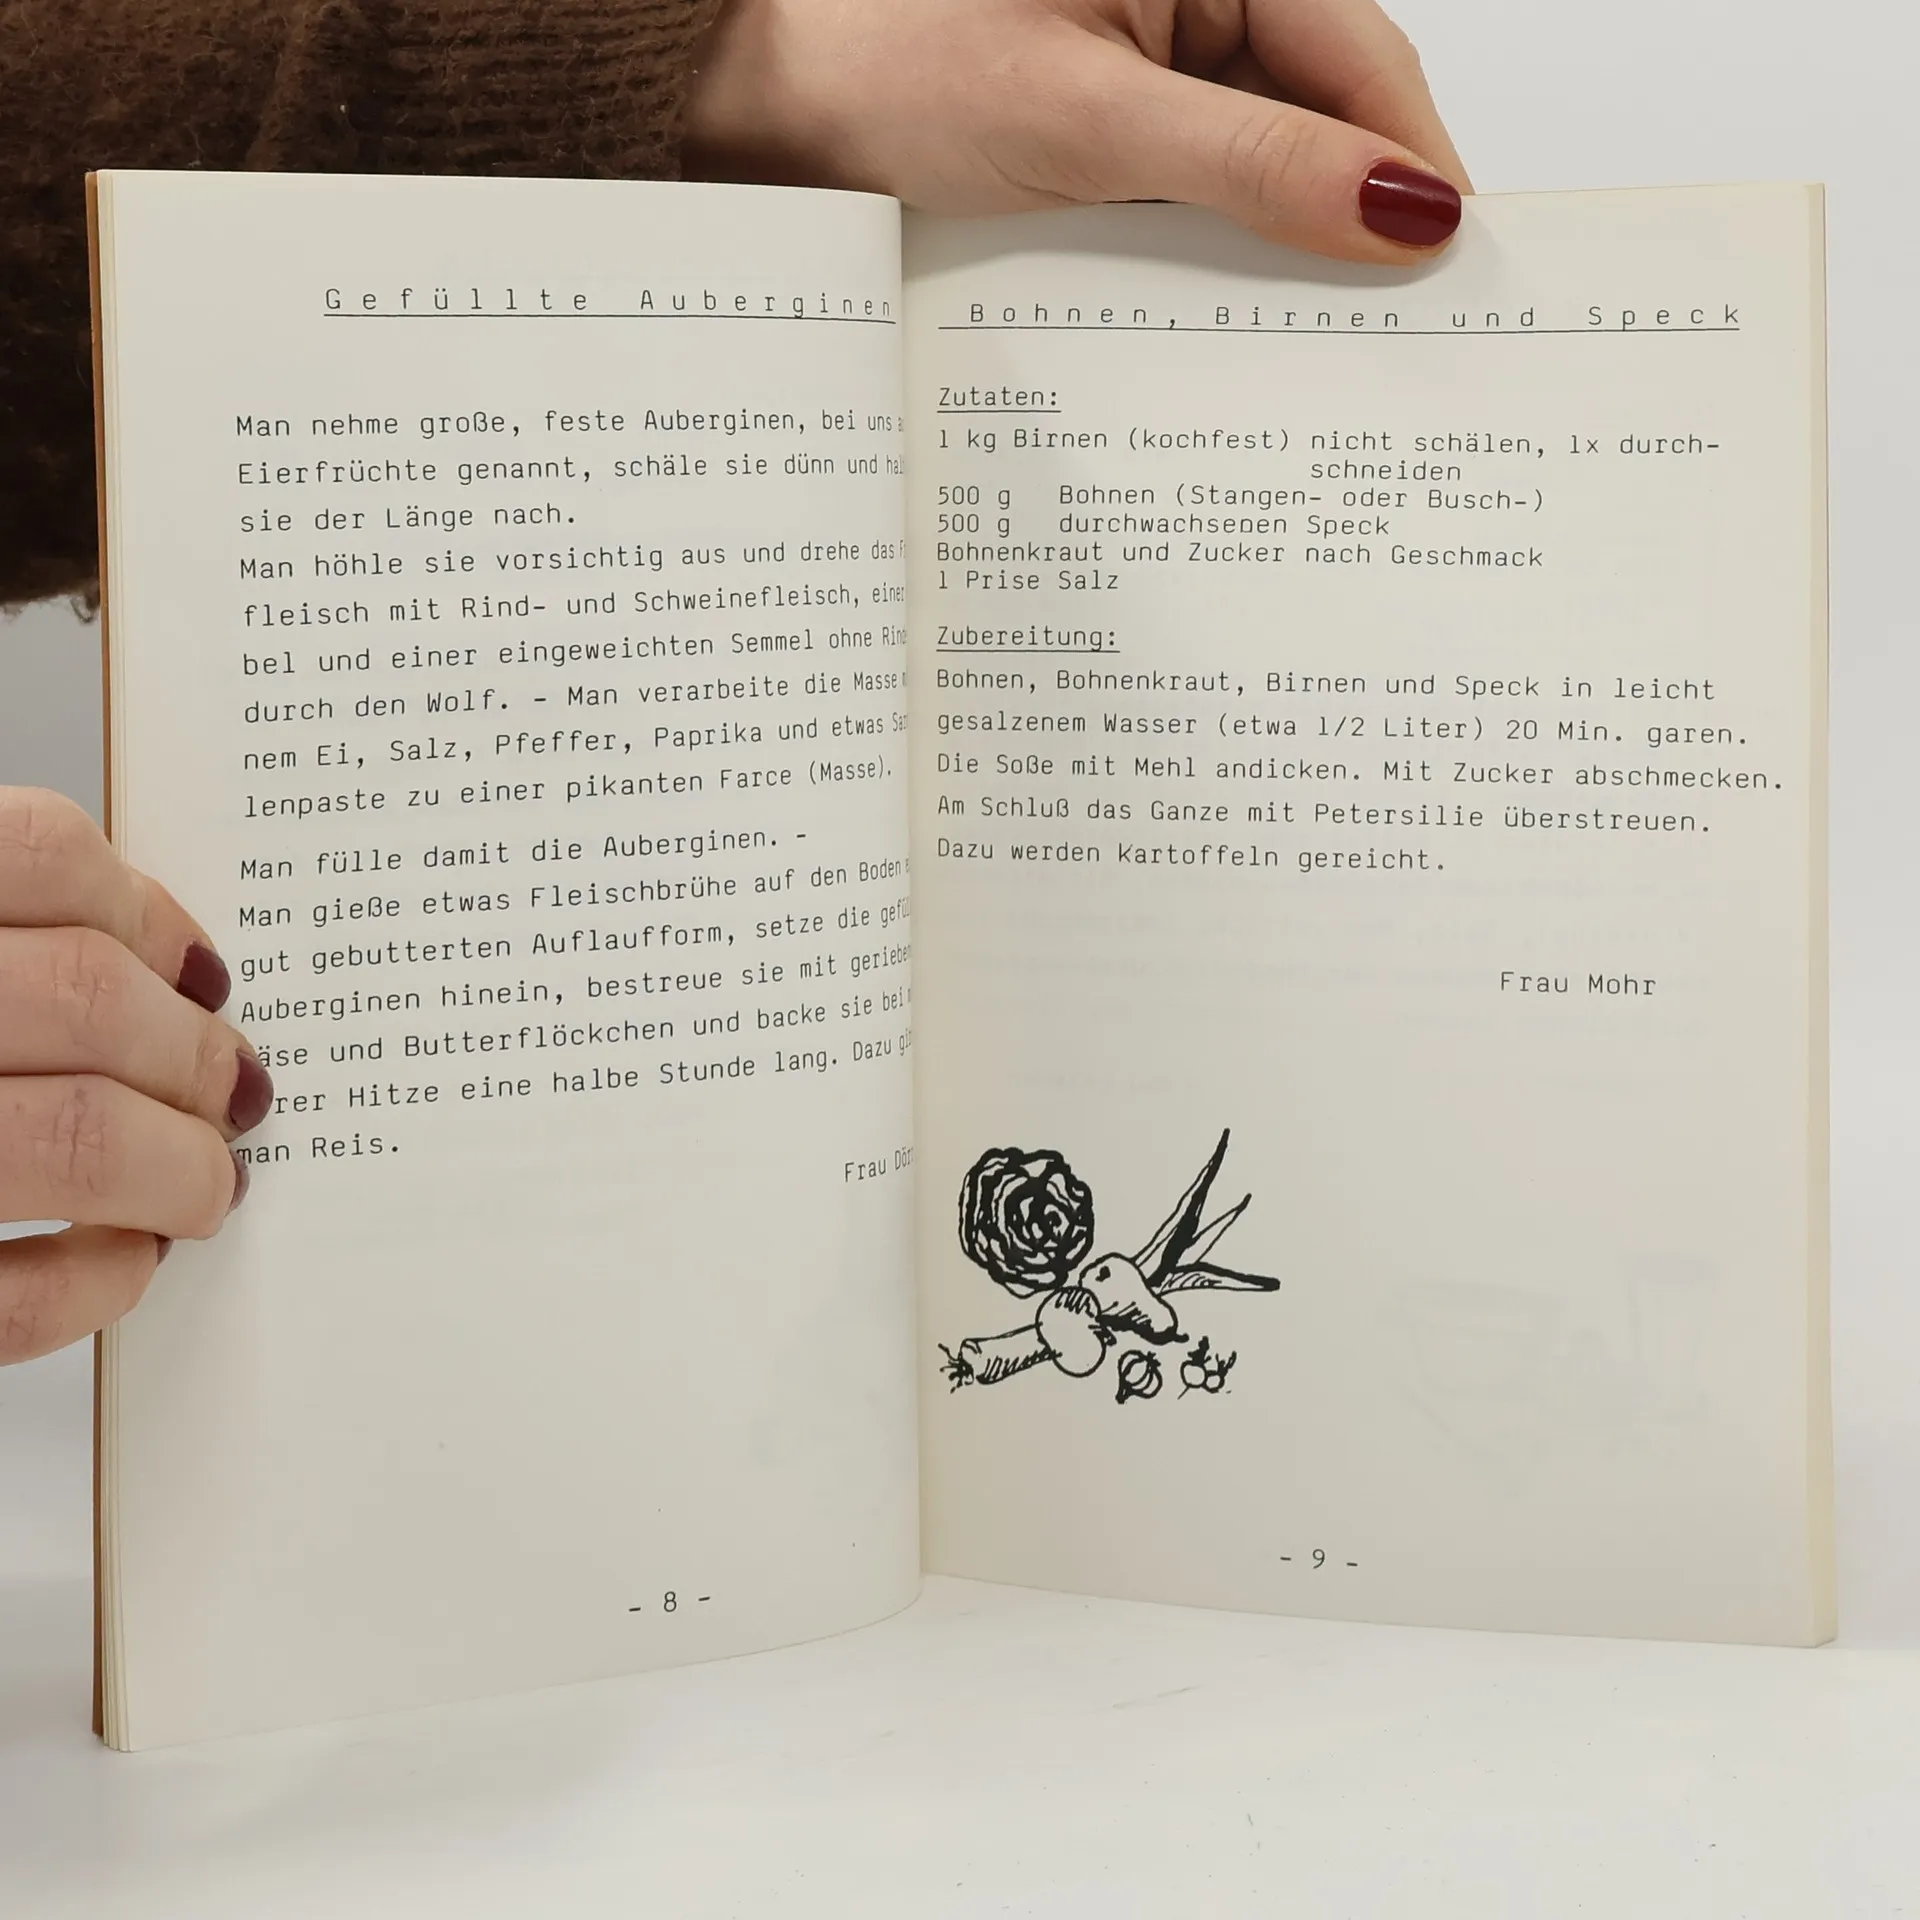 Gefüllte Auberginen
Man nehme große, feste Auberginen, bei uns
Eierfrüchte genannt, schäle sie dünn und
sie der Länge nach.
Man höhle sie vorsichtig aus und drehe das
fleisch mit Rind- und Schweinefleisch,
bel und einer eingeweichten Semmel ohne
durch den Wolf. - Man verarbeite die Masse
nem Ei, Salz, Pfeffer, Paprika und etwas
lenpaste zu einer pikanten Farce (Masse).
Man fülle damit die Auberginen. -
Man gieße etwas Fleischbrühe auf den Boden
gut gebutterten Auflaufform, setze die
Auberginen hinein, bestreue sie mit
äse und Butterflöckchen und backe sie bei
rer Hitze eine halbe Stunde lang. Dazu
man Reis.
Frau
- 8 -
Bohnen, Birnen und Speck
Zutaten:
1 kg Birnen (kochfest) nicht schälen, 1x durch-
schneiden
500 g Bohnen (Stangen- oder Busch-)
500 g durchwachsenen Speck
Bohnenkraut und Zucker nach Geschmack
1 Prise Salz
Zubereitung:
Bohnen, Bohnenkraut, Birnen und Speck in leicht
gesalzenem Wasser (etwa 1/2 Liter) 20 Min. garen.
Die Soße mit Mehl andicken. Mit Zucker abschmecken.
Am Schluß das Ganze mit Petersilie überstreuen.
Dazu werden Kartoffeln gereicht.
Frau Mohr
- 9 -